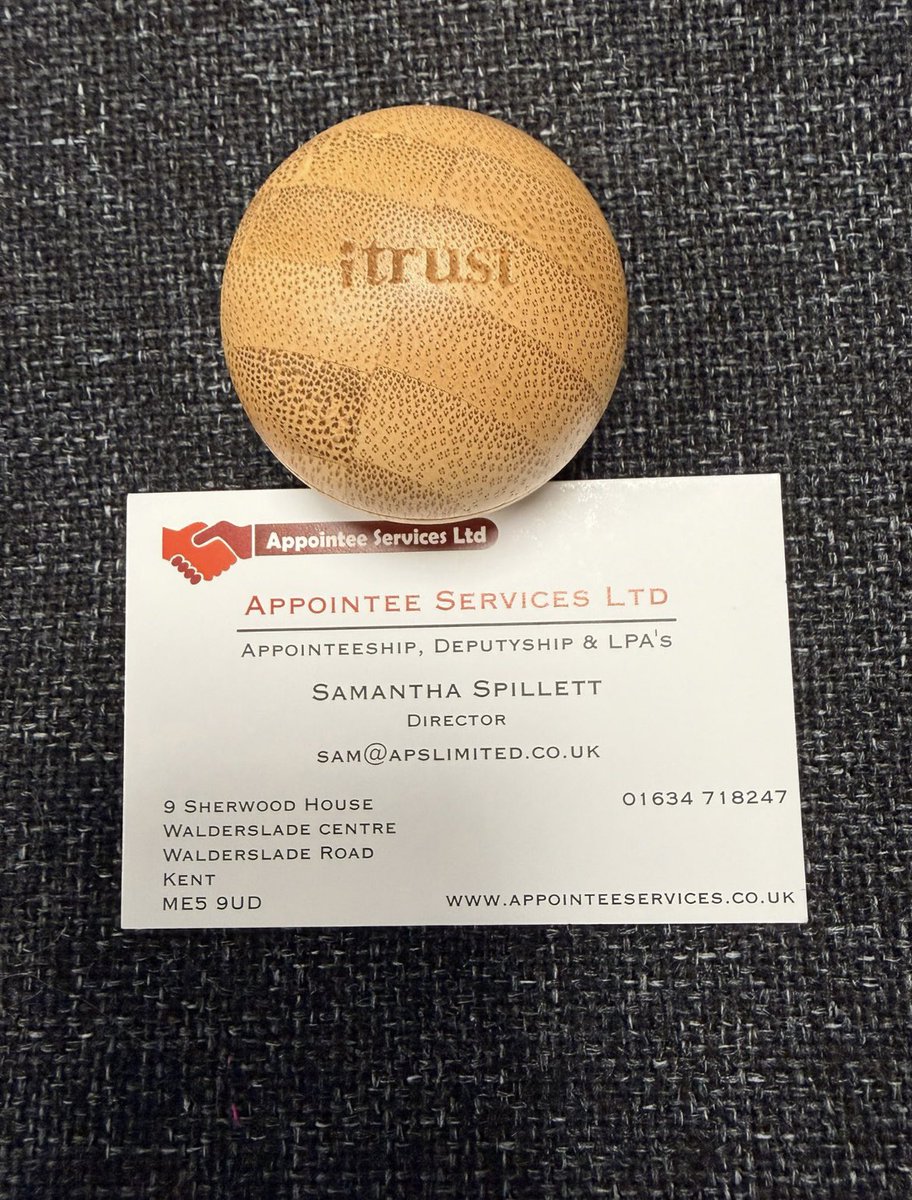 itrust
Appointee Services Ltd
APPOINTEE SERVICES LTD
APPOINTEESHIP, DEPUTYSHIP & LPA'S
SAMANTHA SPILLETT
DIRECTOR
SAM@APSLIMITED.CO.UK
9 SHERWOOD HOUSE
01634 718247
WALDERSLADE CENTRE
WALDERSLADE ROAD
KENT
ME5 9UD
WWW.APPOINTEESERVICES.CO.UK